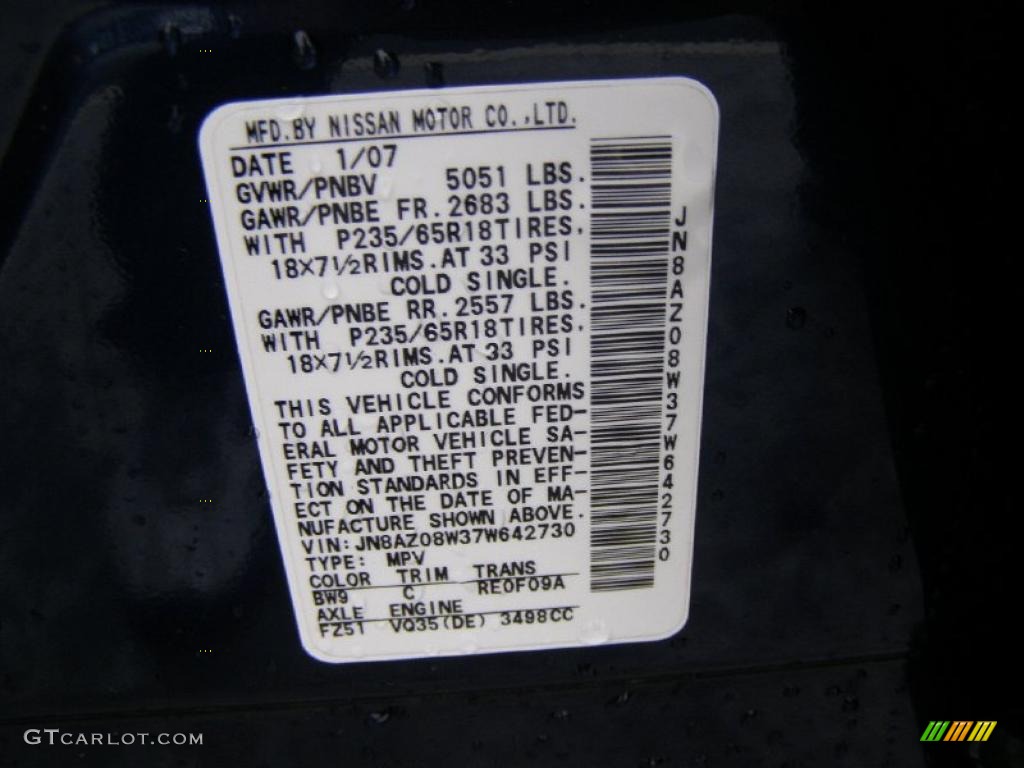 MFD.BY NISSAN MOTOR CO.,LTD.
DATE 1/07
GVWR/PNBV 5051 LBS.
GAWR/PNBE FR.2683 LBS.
WITH P235/65R18TIRES.
18X7½RIMS.AT 33 PSI
COLD SINGLE.
GAWR/PNBE RR.2557 LBS.
WITH P235/65R18TIRES.
18X7½RIMS.AT 33 PSI
COLD SINGLE.
THIS VEHICLE CONFORMS
TO ALL APPLICABLE FED-
ERAL MOTOR VEHICLE SA-
FETY AND THEFT PREVEN-
TION STANDARDS IN EFF-
ECT ON THE DATE OF MA-
NUFACTURE SHOWN ABOVE.
VIN:JN8AZ08W37W642730
TYPE: MPV
COLOR TRIM TRANS
BW9 C RE0F09A
AXLE ENGINE
FZ51 VQ35(DE) 3498CC
JN8AZ08W37W642730
GTCARLOT.COM